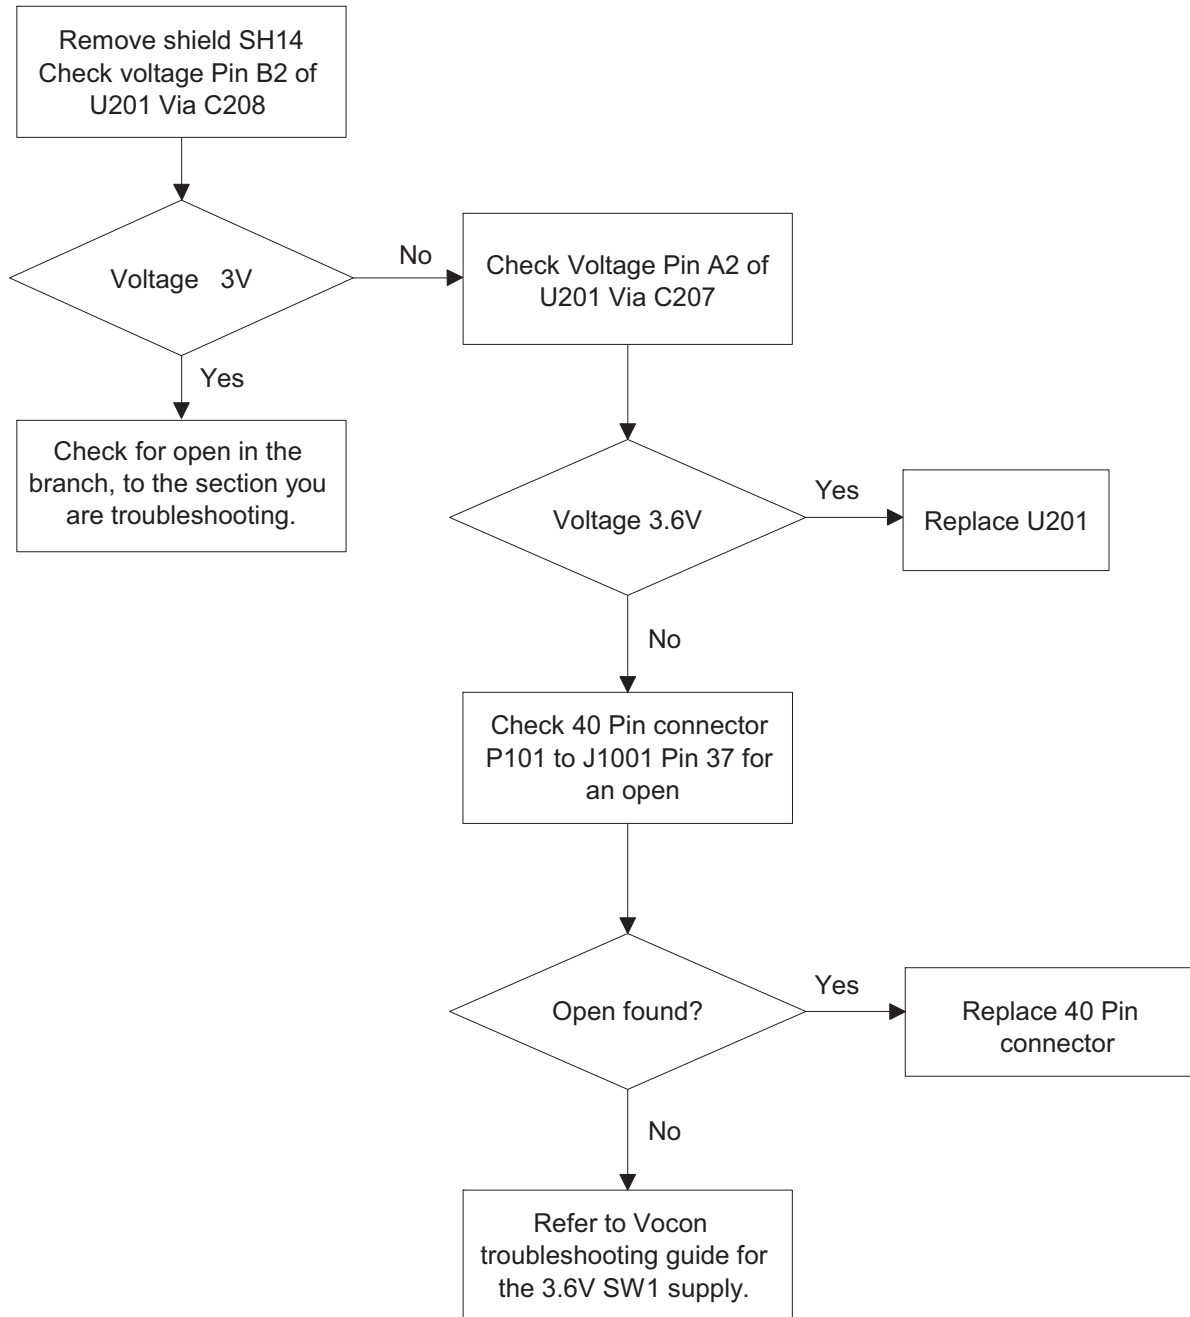 Remove shield SH14
Check voltage Pin B2 of
U201 Via C208
Voltage 3V
No
Yes
Check for open in the
branch, to the section you
are troubleshooting.
Check Voltage Pin A2 of
U201 Via C207
Voltage 3.6V
Yes
Replace U201
No
Check 40 Pin connector
P101 to J1001 Pin 37 for
an open
Open found?
Yes
Replace 40 Pin
connector
No
Refer to Vocon
troubleshooting guide for
the 3.6V SW1 supply.